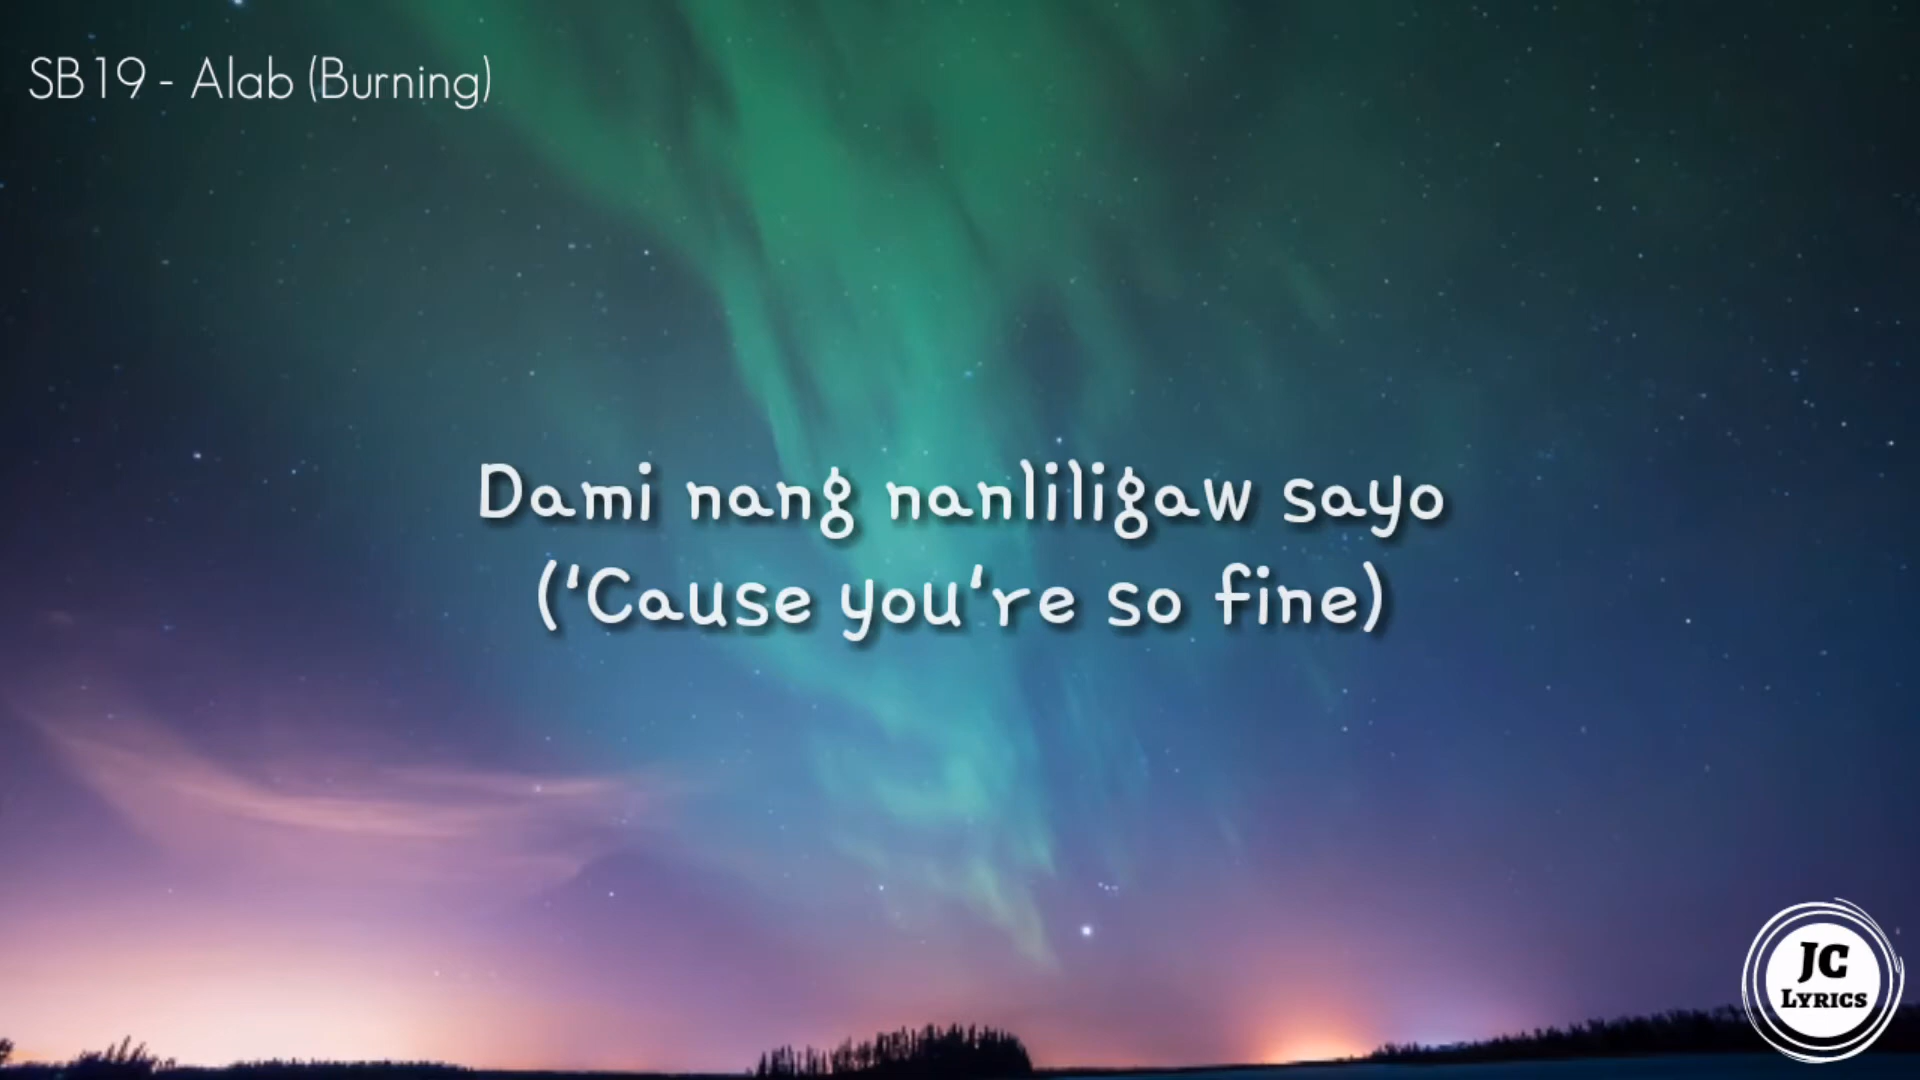 SB19 - Alab (Burning)
Dami nang nanliligaw sayo
('Cause you're so fine)
JC
LYRICS